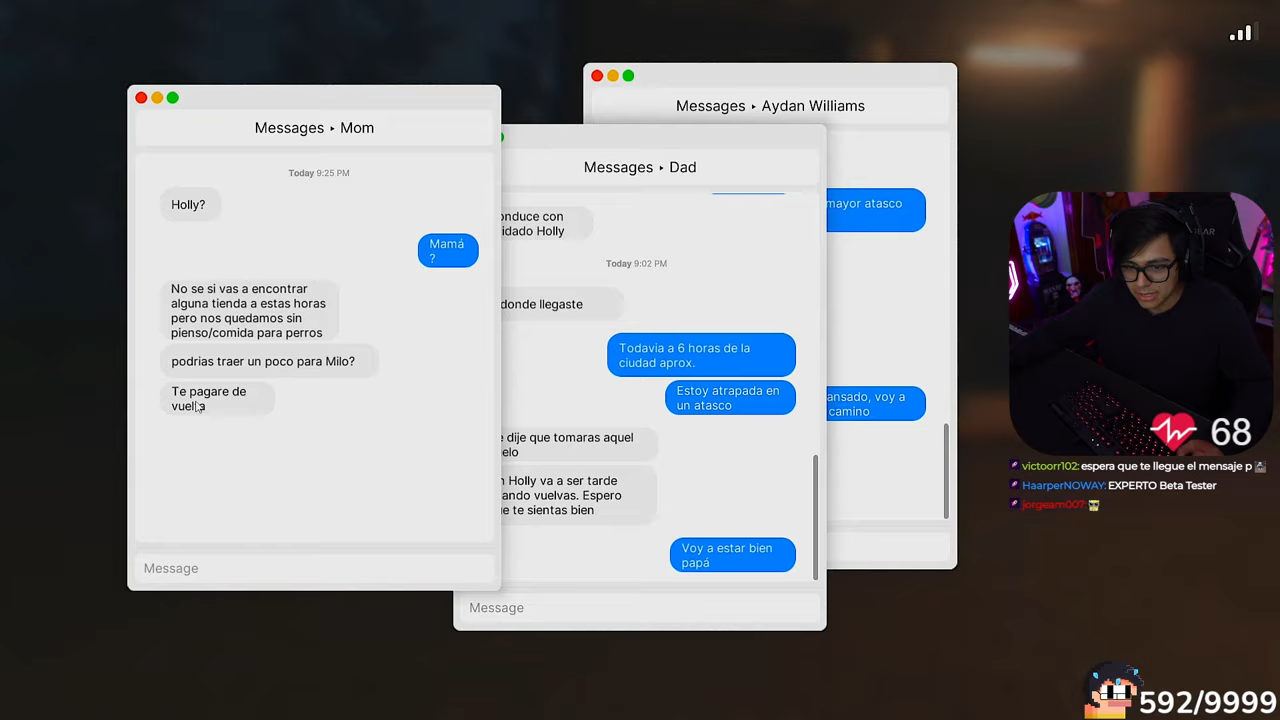 Messages ▸ Mom
Today 9:25 PM
Holly?
Mamá
?
No se si vas a encontrar
alguna tienda a estas horas
pero nos quedamos sin
pienso/comida para perros
podrias traer un poco para Milo?
Te pagare de
vuelta
Message
Messages ▸ Dad
onduce con
idado Holly
Today 9:02 PM
donde llegaste
Todavia a 6 horas de la
ciudad aprox.
Estoy atrapada en
un atasco
e dije que tomaras aquel
elo
Holly va a ser tarde
ando vuelvas. Espero
e te sientas bien
Voy a estar bien
papá
Message
Messages ▸ Aydan Williams
mayor atasco
ansado, voy a
camino
68
victoorr102: espera que te llegue el mensaje p
HaarperNOWAY: EXPERTO Beta Tester
jorgeam007:
592/9999